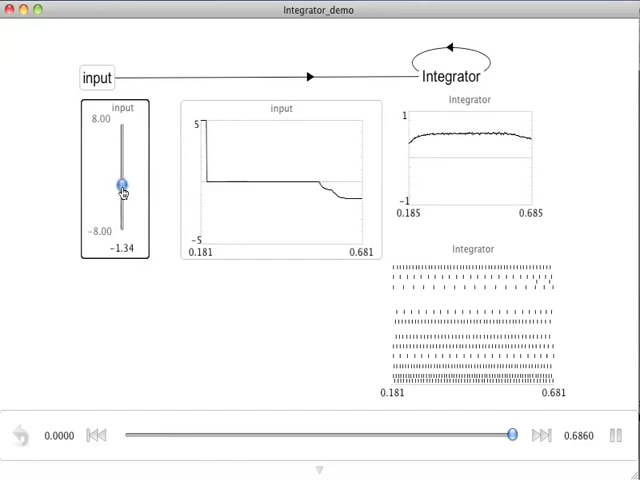 Integrator_demo
input
Integrator
input
8.00
-8.00
-1.34
input
5
-5
0.181
0.681
Integrator
1
-1
0.185
0.685
Integrator
0.181
0.681
0.0000
0.6860